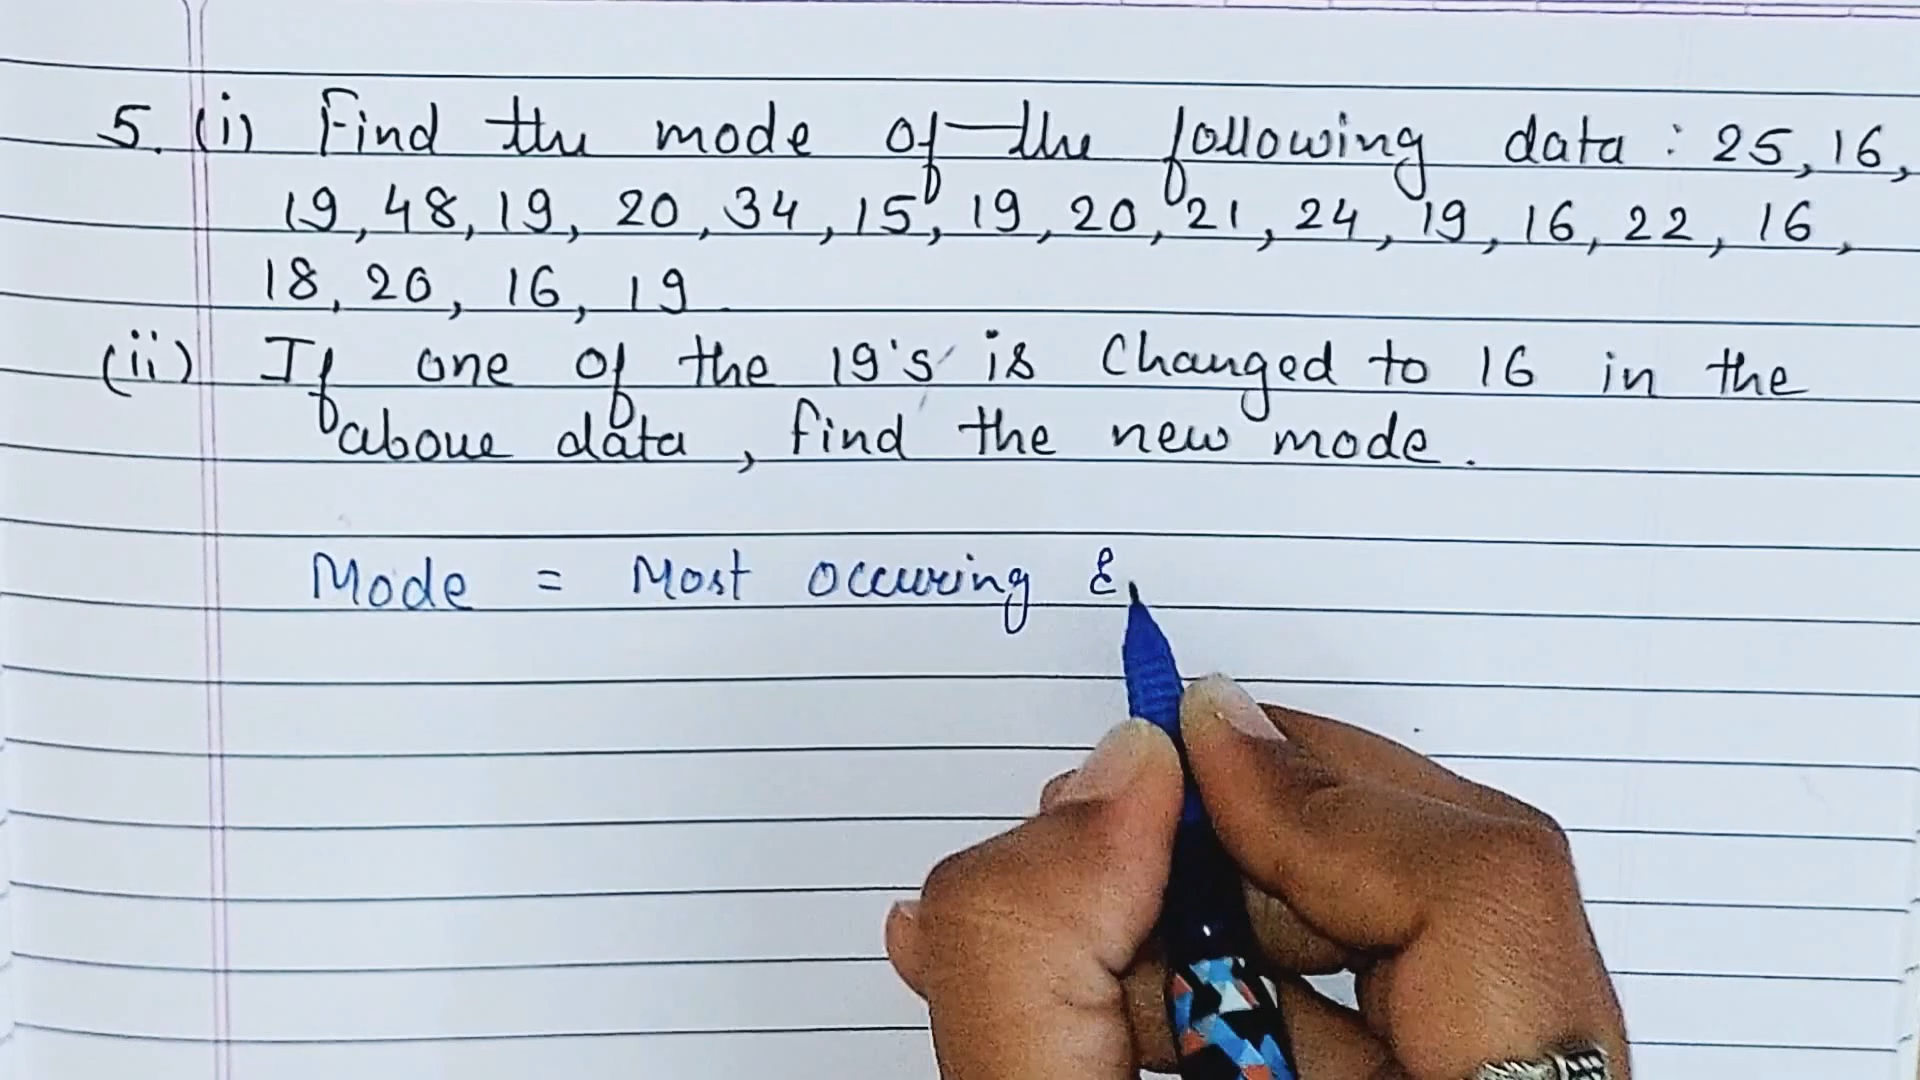 5. (i) Find the mode of the following data : 25, 16,
19, 48, 19, 20, 34, 15, 19, 20, 21, 24, 19, 16, 22, 16,
18, 20, 16, 19
(ii) If one of the 19's is changed to 16 in the
above data, find the new mode.
Mode = Most occuring E